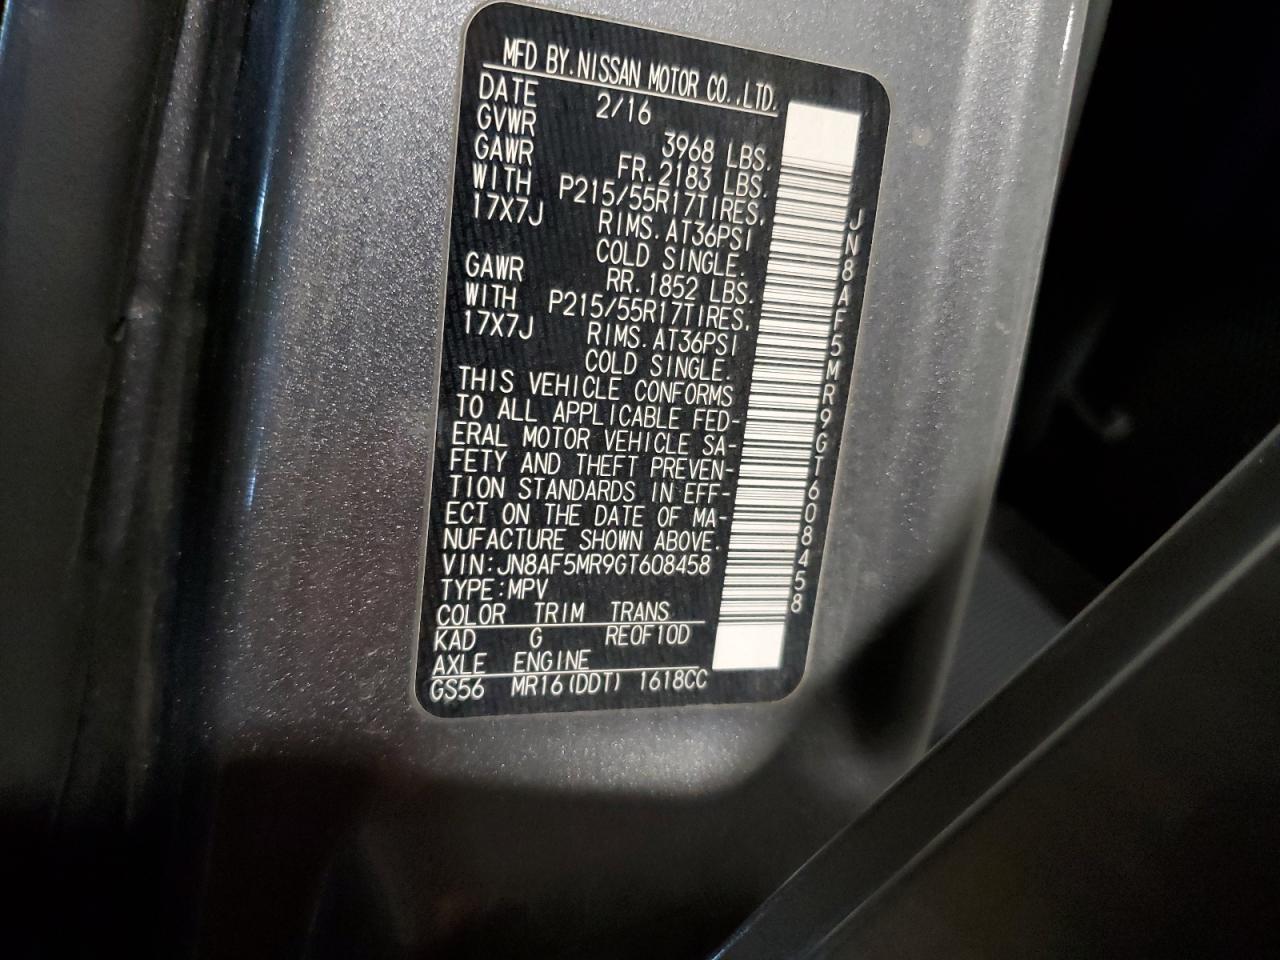 MFD BY.NISSAN MOTOR CO.,LTD.
DATE 2/16
GVWR 3968 LBS.
GAWR FR.2183 LBS.
WITH P215/55R17TIRES.
17X7J RIMS.AT36PSI
COLD SINGLE.
GAWR RR.1852 LBS.
WITH P215/55R17TIRES.
17X7J RIMS.AT36PSI
COLD SINGLE.
THIS VEHICLE CONFORMS
TO ALL APPLICABLE FED-
ERAL MOTOR VEHICLE SA-
FETY AND THEFT PREVEN-
TION STANDARDS IN EFF-
ECT ON THE DATE OF MA-
NUFACTURE SHOWN ABOVE.
VIN:JN8AF5MR9GT608458
TYPE:MPV
COLOR TRIM TRANS
KAD G RE0F10D
AXLE ENGINE
GS56 MR16(DDT) 1618CC
JN8AF5MR9GT608458